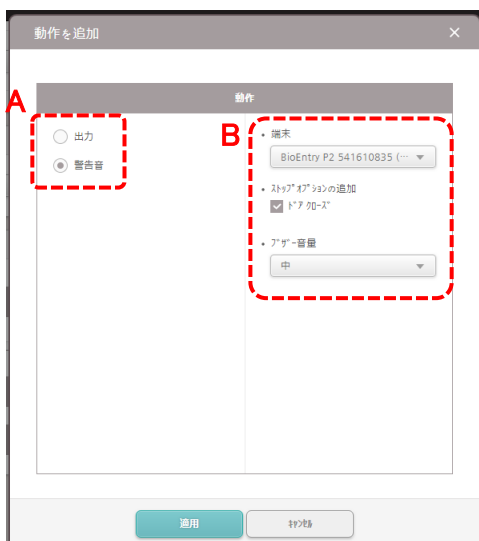 動作を追加
×
動作
A
出力
警告音
B
• 端末
BioEntry P2 541610835 (…
• ｽﾄｯﾌﾟｵﾌﾟｼｮﾝの追加
ﾄﾞｱ ｸﾛｰｽﾞ
• ﾌﾞｻﾞｰ音量
中
適用
ｷｬﾝｾﾙ